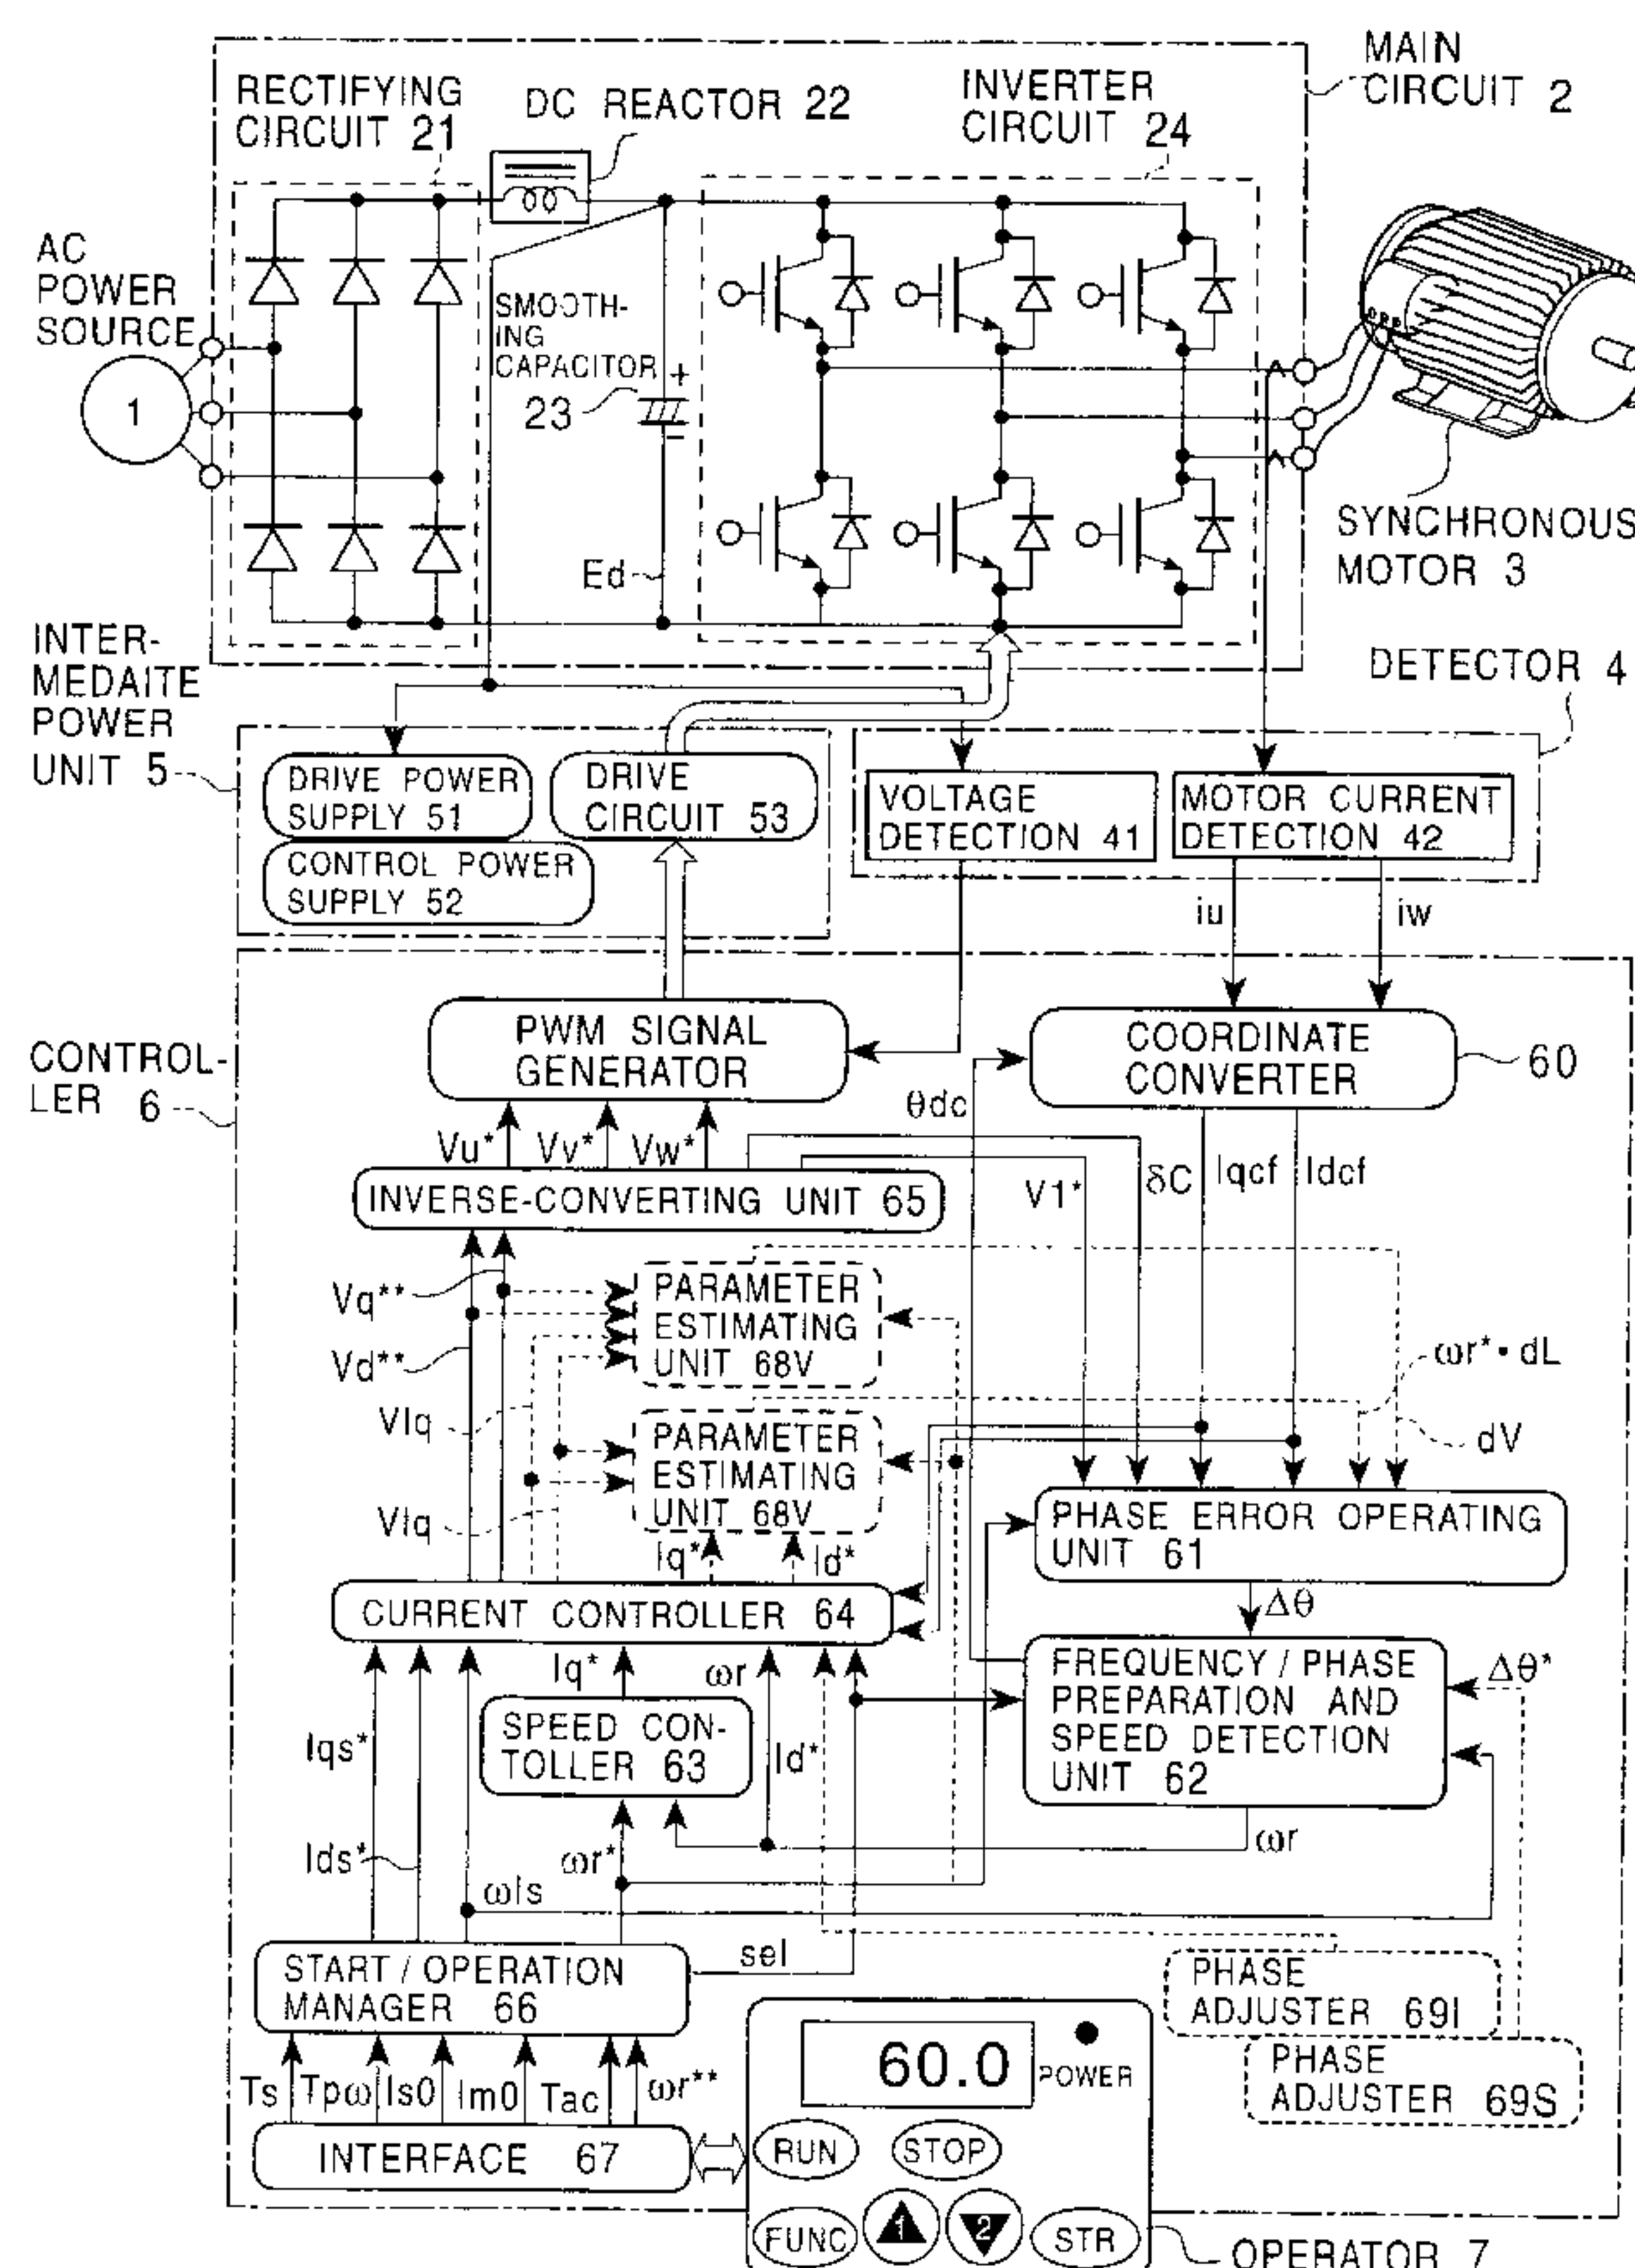 MAIN
CIRCUIT 2
RECTIFYING
CIRCUIT 21
DC REACTOR 22
INVERTER
CIRCUIT 24
AC
POWER
SOURCE
1
SMOOTH-
ING
CAPACITOR +
23
-
Ed
SYNCHRONOUS
MOTOR 3
INTER-
MEDAITE
POWER
UNIT 5
DETECTOR 4
DRIVE POWER
SUPPLY 51
DRIVE
CIRCUIT 53
CONTROL POWER
SUPPLY 52
VOLTAGE
DETECTION 41
MOTOR CURRENT
DETECTION 42
iu
iw
CONTROL-
LER 6
PWM SIGNAL
GENERATOR
COORDINATE
CONVERTER
60
θdc
Vu* Vv* Vw*
INVERSE-CONVERTING UNIT 65
V1*
δC
Iqcf
Idcf
Vq**
Vd**
PARAMETER
ESTIMATING
UNIT 68V
ωr*•dL
dV
VIq
PARAMETER
ESTIMATING
UNIT 68V
VIq
Iq* Id*
PHASE ERROR OPERATING
UNIT 61
Δθ
CURRENT CONTROLLER 64
Iq* ωr
FREQUENCY / PHASE
PREPARATION AND
SPEED DETECTION
UNIT 62
Δθ*
SPEED CON-
TOLLER 63
Iqs*
Id*
Ids*
ωr*
ωr
ωIs
START / OPERATION
MANAGER 66
sel
PHASE
ADJUSTER 69I
PHASE
ADJUSTER 69S
Ts Tpω Is0 Im0 Tac ωr**
INTERFACE 67
60.0
POWER
RUN STOP
FUNC 1 2 STR
OPERATOR 7